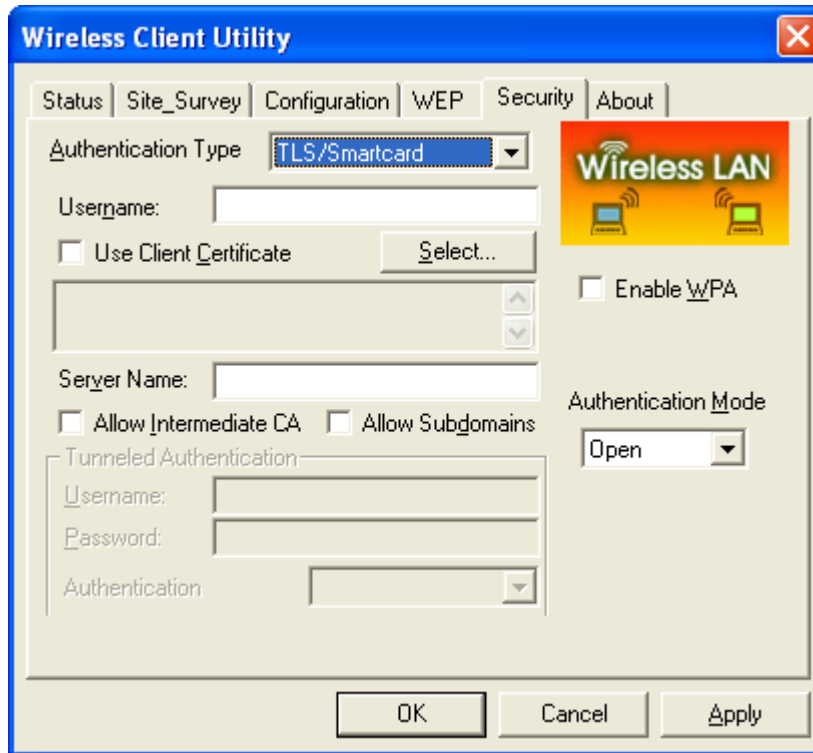 Wireless Client Utility
Status Site_Survey Configuration WEP Security About
Authentication Type TLS/Smartcard
Wireless LAN
Username:
Use Client Certificate Select...
Enable WPA
Server Name:
Authentication Mode
Allow Intermediate CA Allow Subdomains
Open
Tunneled Authentication
Username:
Password:
Authentication
OK Cancel Apply